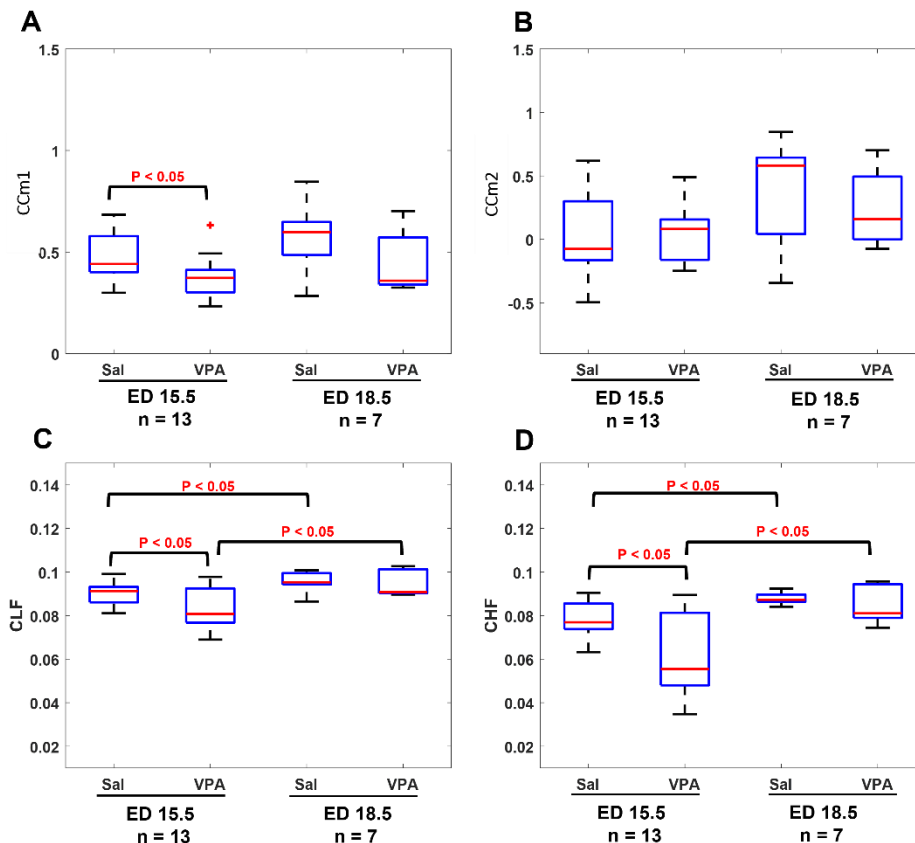 A
1.5
1
0.5
0
CCm1
P < 0.05
Sal VPA Sal VPA
ED 15.5 ED 18.5
n = 13 n = 7
B
1.5
1
0.5
0
-0.5
CCm2
Sal VPA Sal VPA
ED 15.5 ED 18.5
n = 13 n = 7
C
0.14
0.12
0.1
0.08
0.06
0.04
0.02
CLF
P < 0.05
P < 0.05
P < 0.05
Sal VPA Sal VPA
ED 15.5 ED 18.5
n = 13 n = 7
D
0.14
0.12
0.1
0.08
0.06
0.04
0.02
CHF
P < 0.05
P < 0.05
P < 0.05
Sal VPA Sal VPA
ED 15.5 ED 18.5
n = 13 n = 7